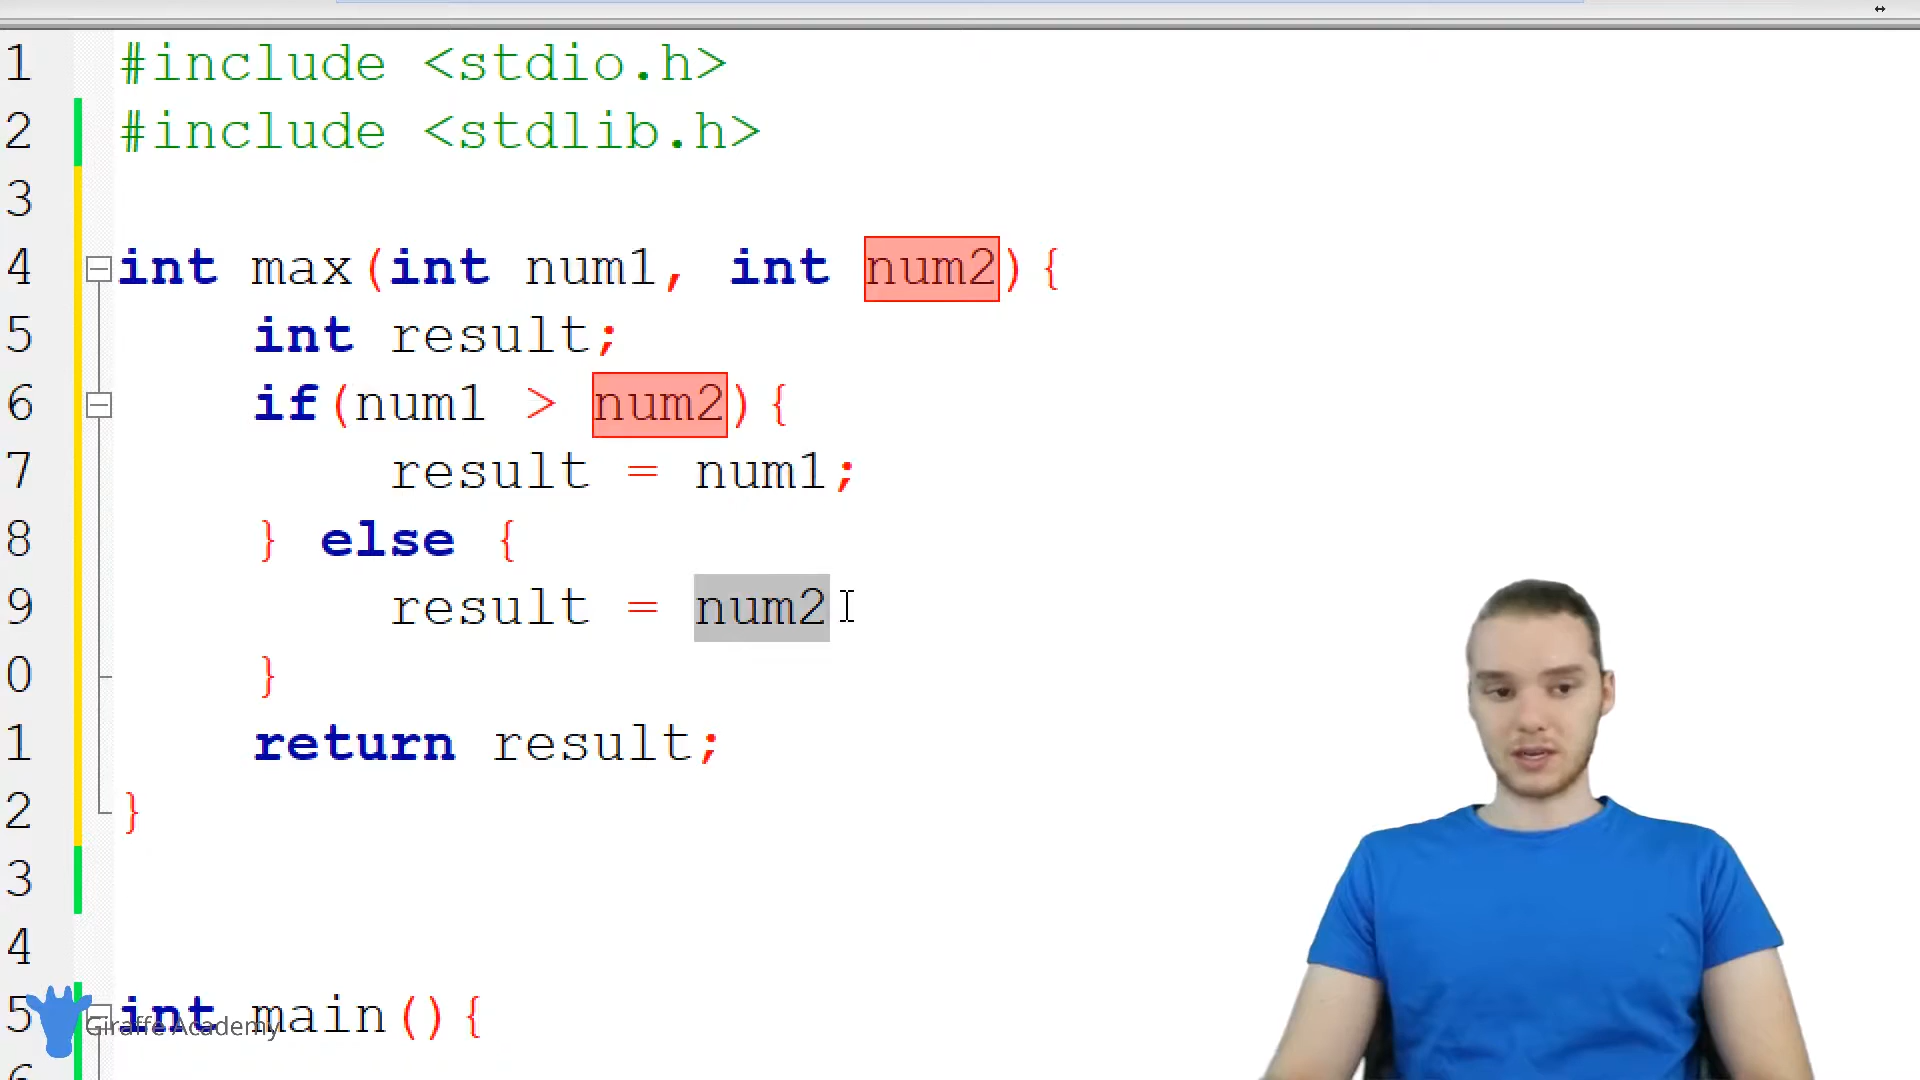 1 #include <stdio.h>
2 #include <stdlib.h>
3
4 int max(int num1, int num2){
5 int result;
6 if(num1 > num2){
7 result = num1;
8 } else {
9 result = num2
0 }
1 return result;
2 }
3
4
5 int main(){
6
Giraffe Academy